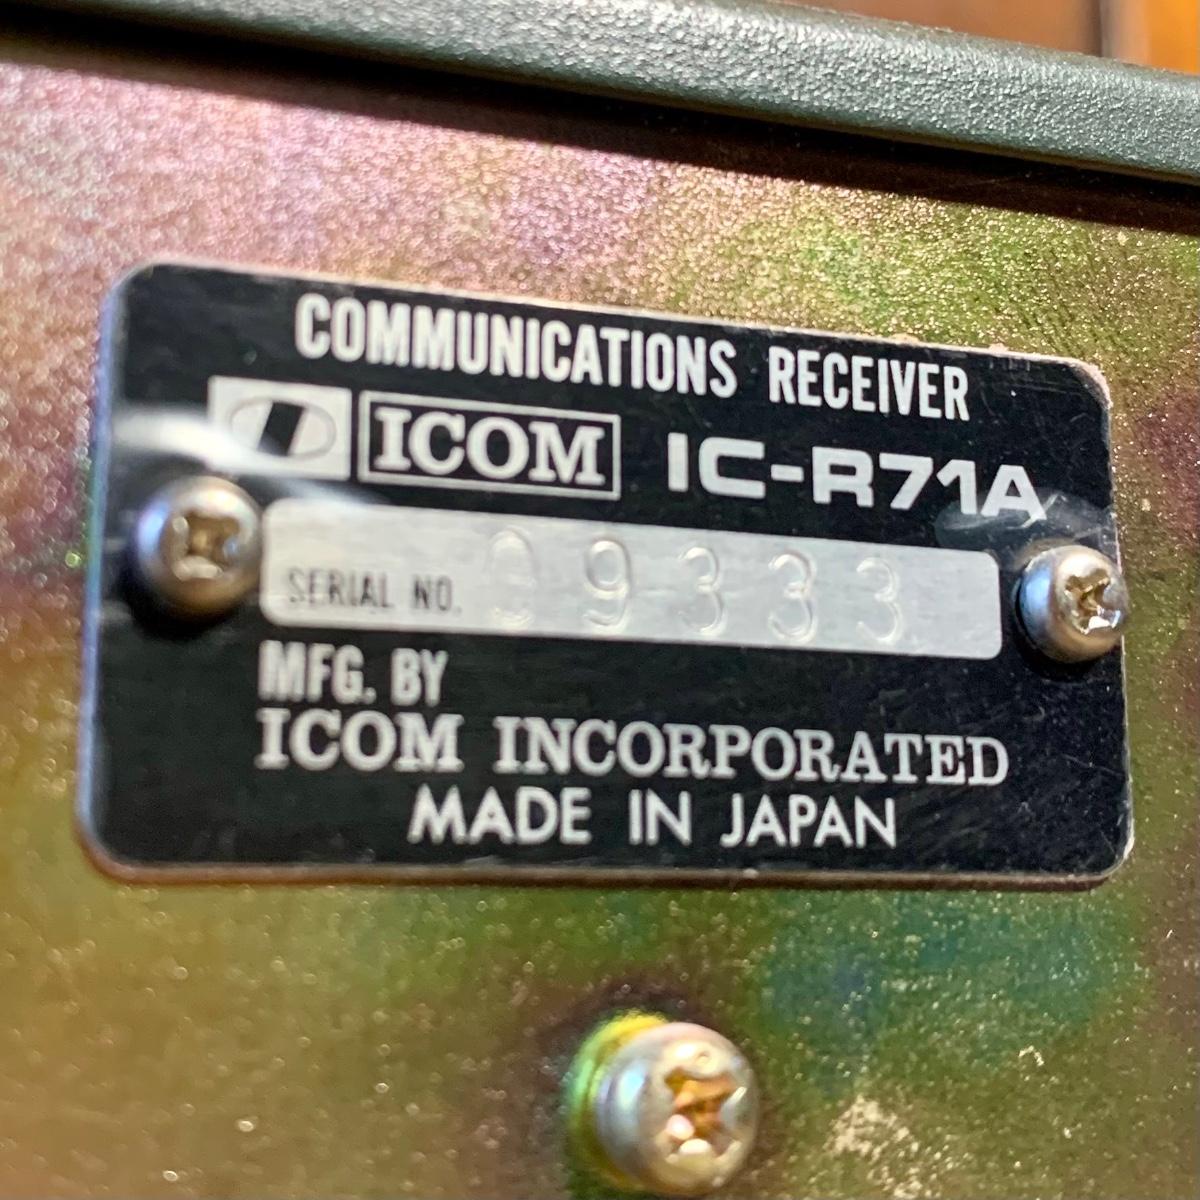 COMMUNICATIONS RECEIVER
ICOM IC-R71A
SERIAL NO. 09333
MFG. BY
ICOM INCORPORATED
MADE IN JAPAN